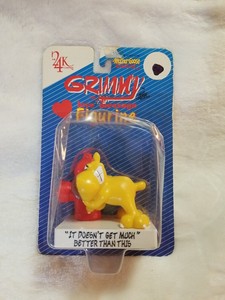 24K
GRIMMY
Figurine
"IT DOESN'T GET MUCH
BETTER THAN THIS"